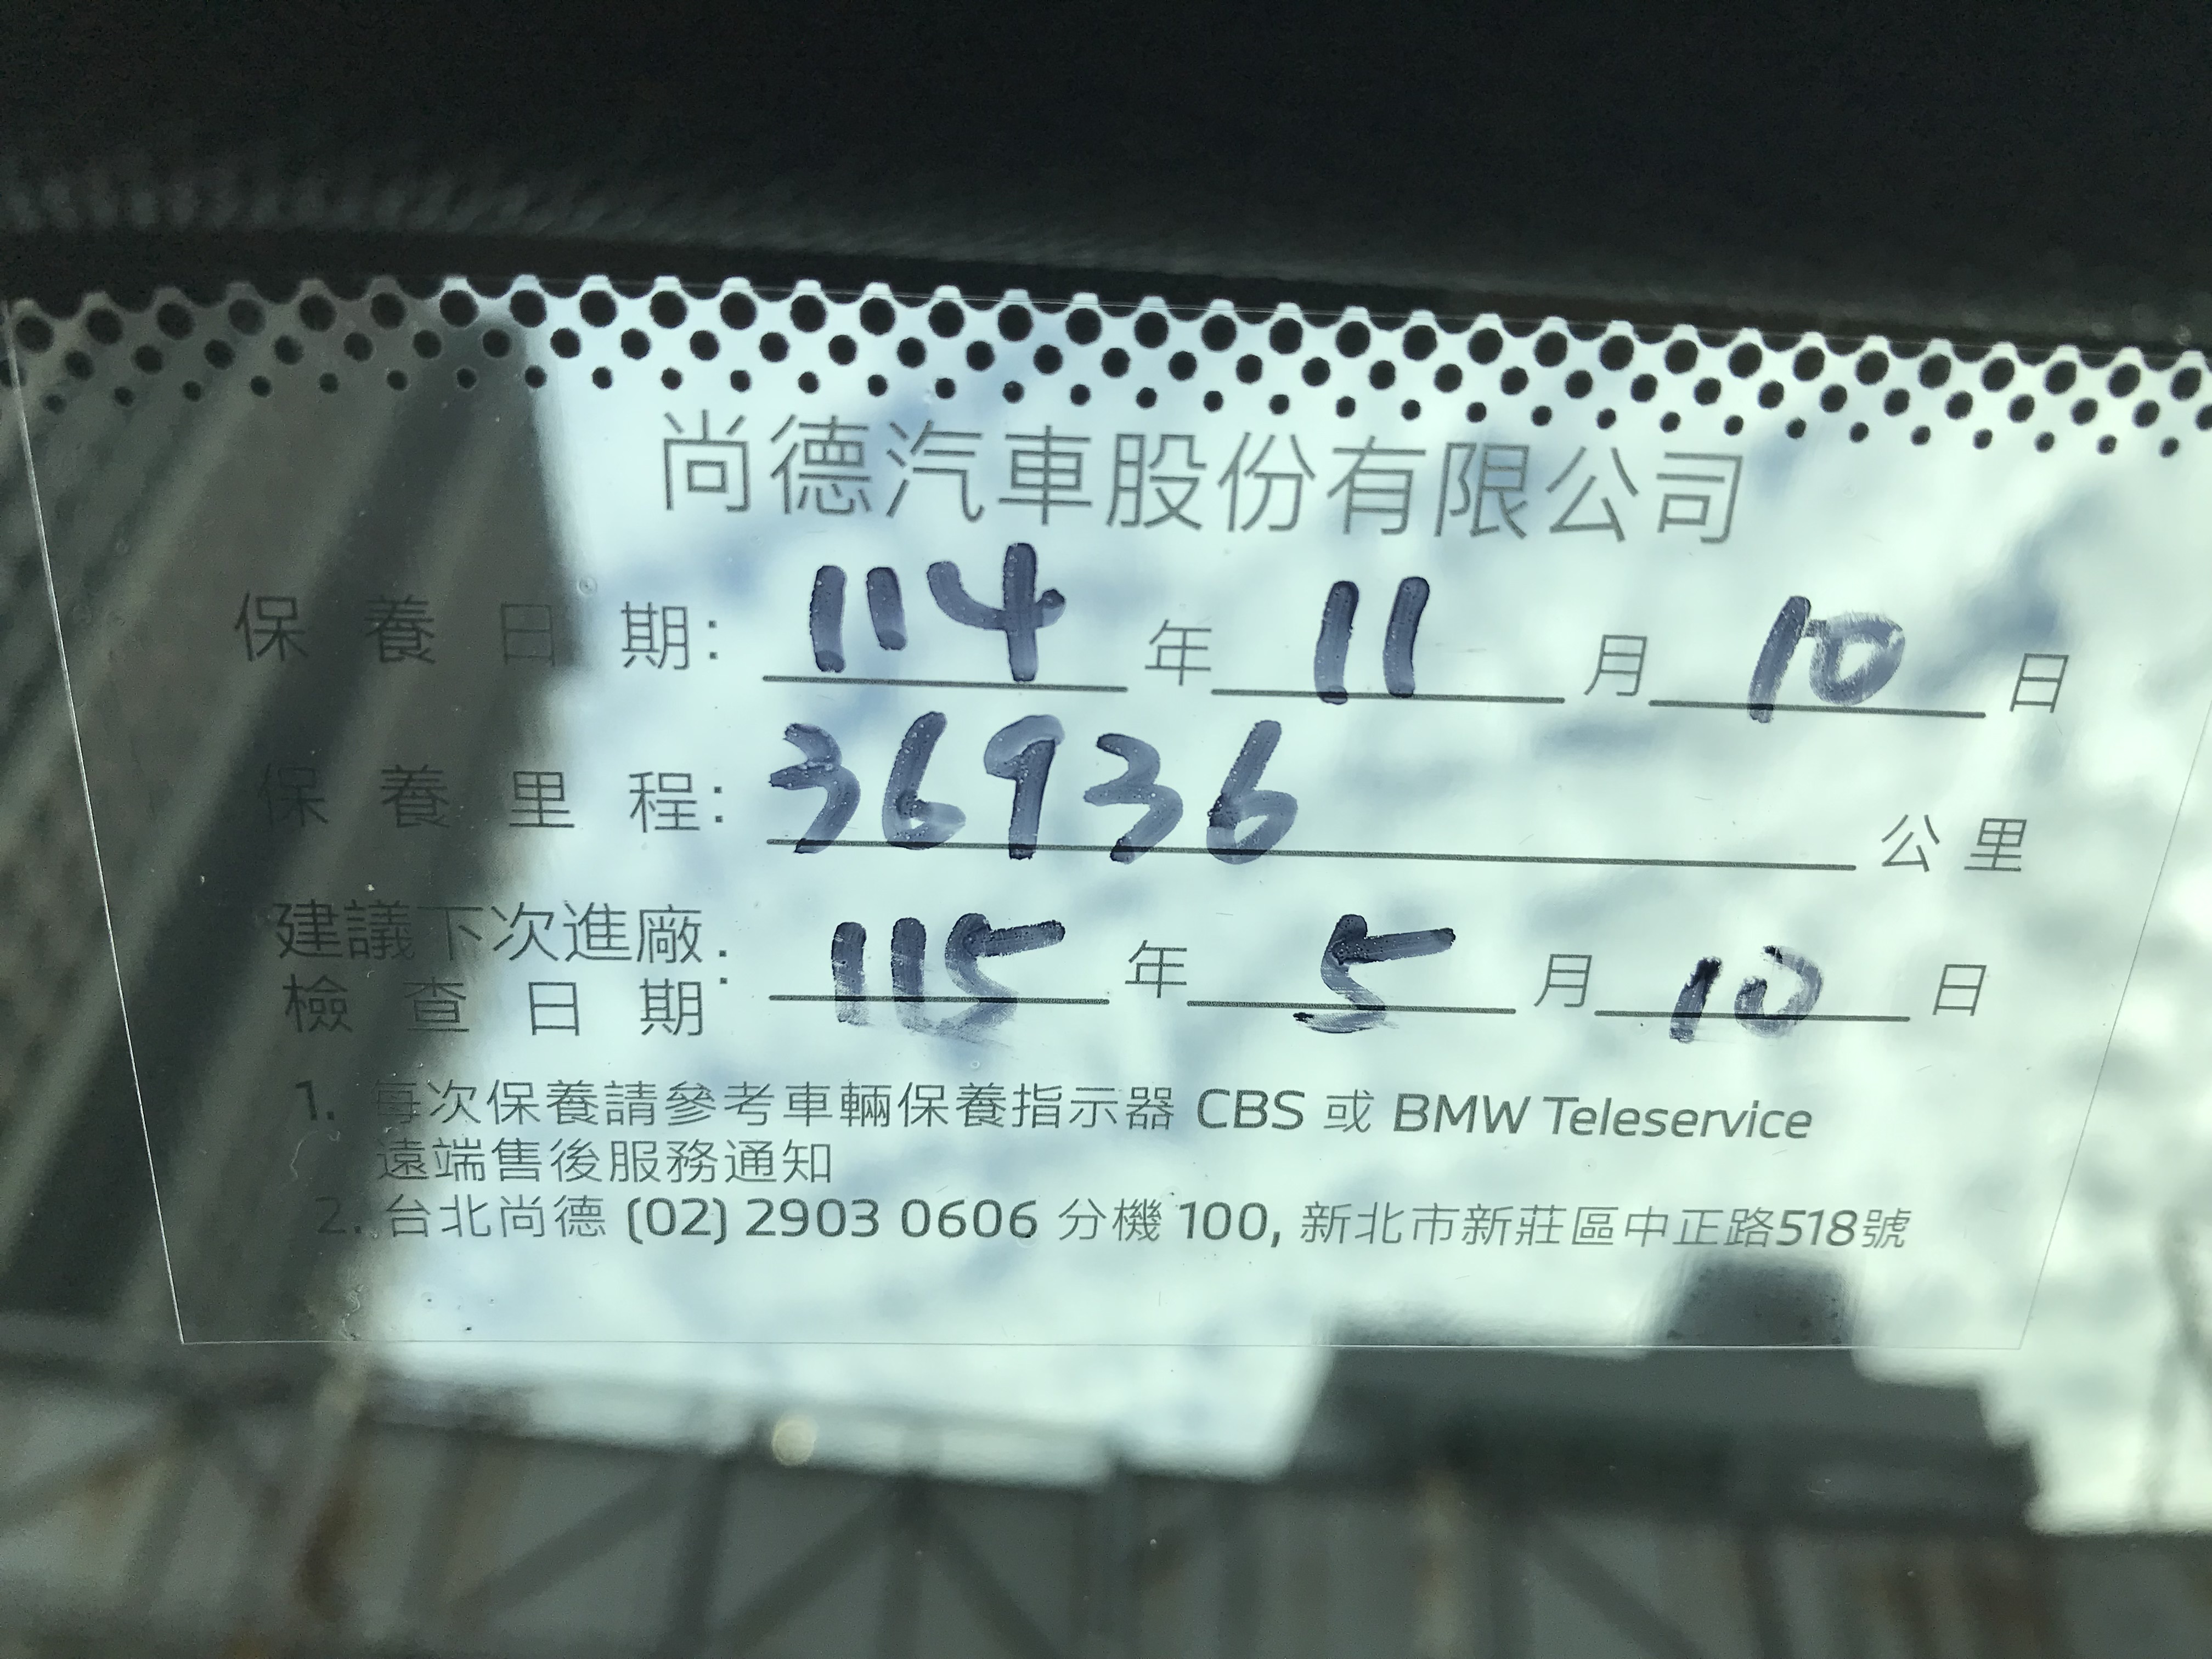 尚德汽車股份有限公司
保養日期: 114 年 11 月 10 日
保養里程: 36936 公里
建議下次進廠
檢查日期: 115 年 5 月 10 日
1. 每次保養請參考車輛保養指示器 CBS 或 BMW Teleservice
遠端售後服務通知
2. 台北尚德 (02) 2903 0606 分機 100, 新北市新莊區中正路518號